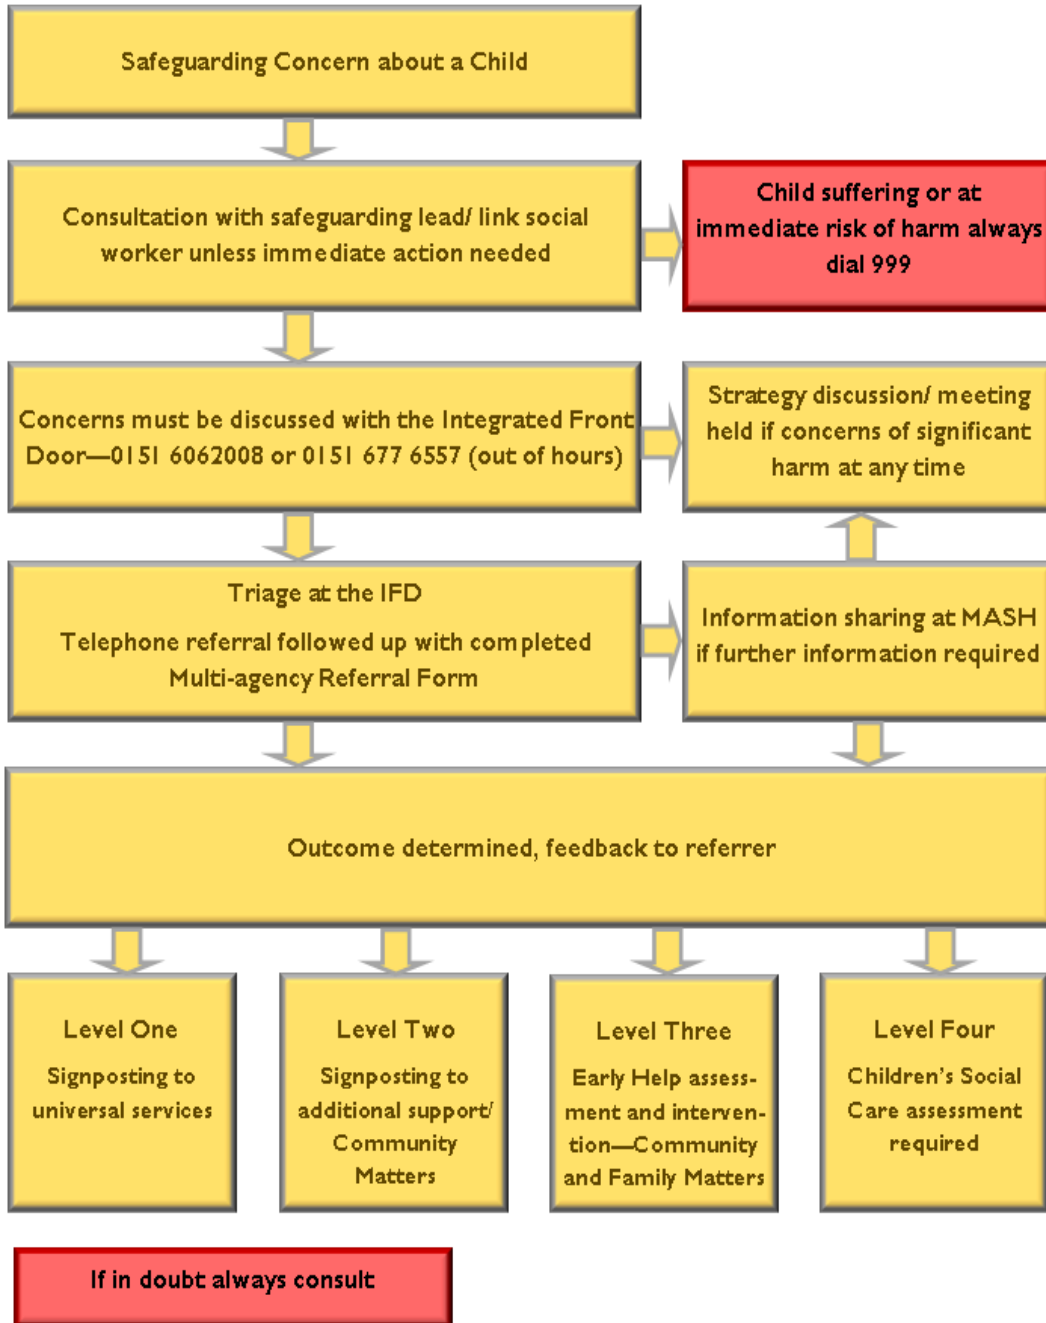 Safeguarding Concern about a Child
Consultation with safeguarding lead/ link social
worker unless immediate action needed
Child suffering or at
immediate risk of harm always
dial 999
Concerns must be discussed with the Integrated Front
Door—0151 6062008 or 0151 677 6557 (out of hours)
Strategy discussion/ meeting
held if concerns of significant
harm at any time
Triage at the IFD
Telephone referral followed up with completed
Multi-agency Referral Form
Information sharing at MASH
if further information required
Outcome determined, feedback to referrer
Level One
Signposting to
universal services
Level Two
Signposting to
additional support/
Community
Matters
Level Three
Early Help assess-
ment and interven-
tion—Community
and Family Matters
Level Four
Children's Social
Care assessment
required
If in doubt always consult